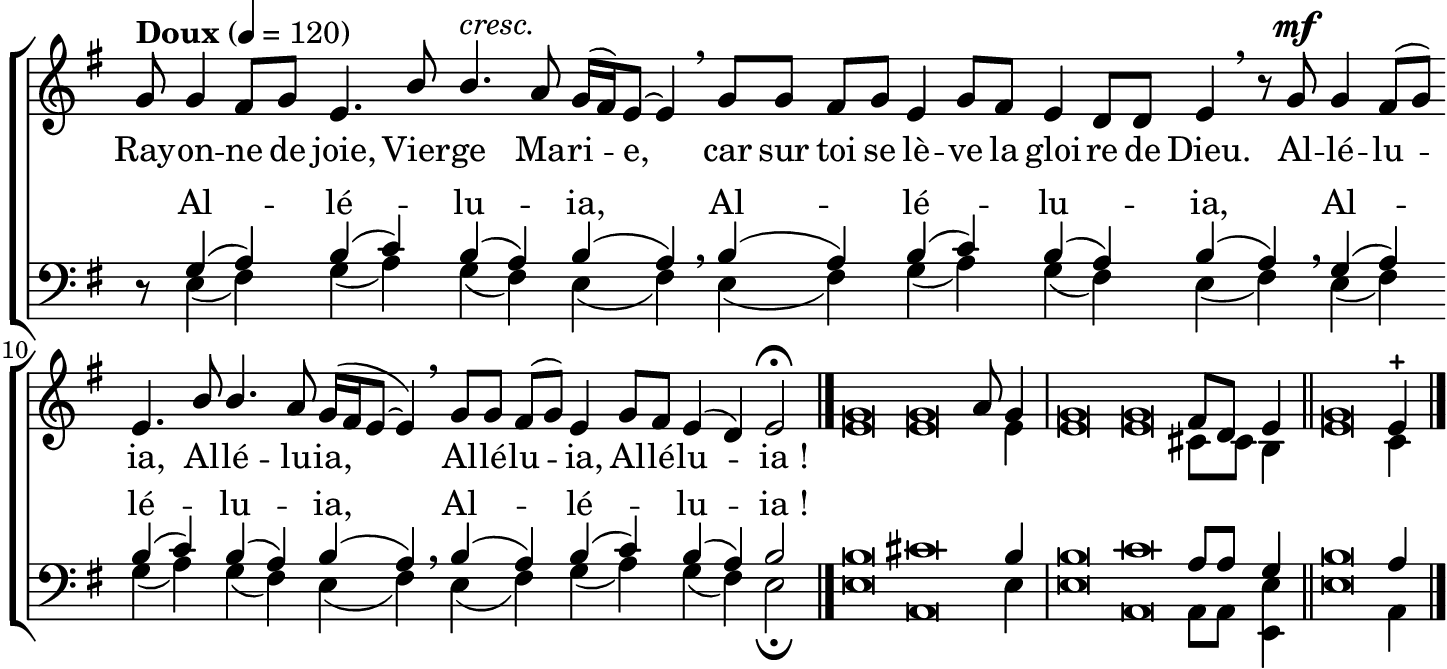 Doux (♩ = 120) cresc. mf
Rayon -- ne de joie, Vierge Mari -- e, car sur toi se lè -- ve la gloire de Dieu. Al -- lé -- lu --
Al -- lé -- lu -- ia, Al -- lé -- lu -- ia, Al --
10
ia, Allé -- luia, Allélu -- ia, Allélu -- ia !
lé -- lu -- ia, Al -- lé -- lu -- ia !